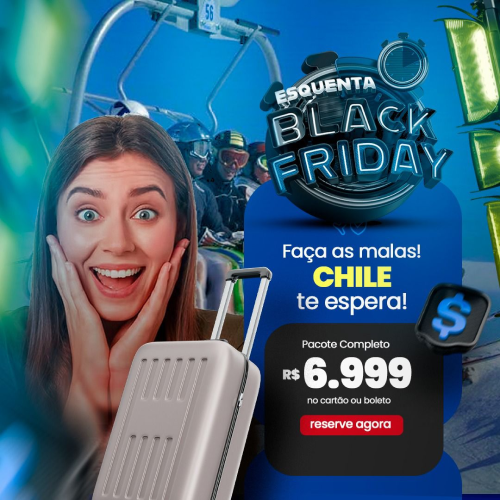 56
ESQUENTA
BLACK
FRIDAY
Faça as malas!
CHILE
te espera!
Pacote Completo
R$ 6.999
no cartão ou boleto
reserve agora
$